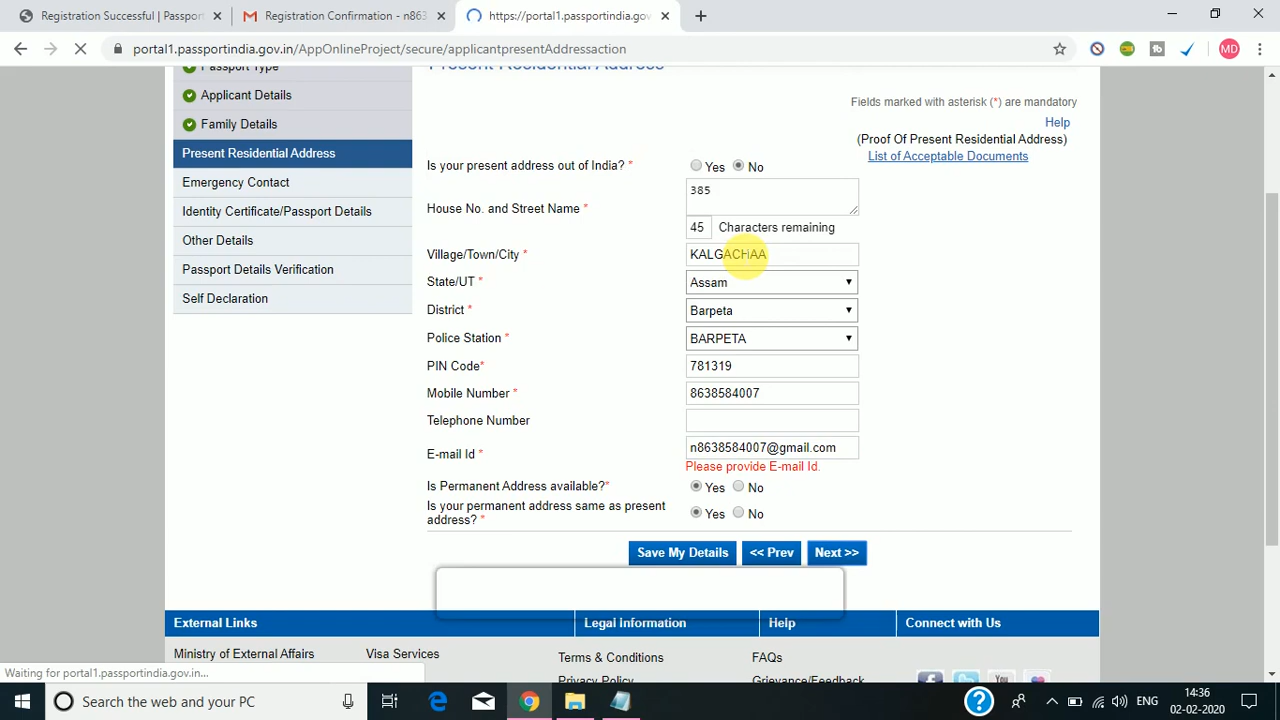 Registration Successful | Passpor
Registration Confirmation - n863
https://portal1.passportindia.gov
portal1.passportindia.gov.in/AppOnlineProject/secure/applicantpresentAddressaction
MD
Passport Type
Applicant Details
Family Details
Present Residential Address
Emergency Contact
Identity Certificate/Passport Details
Other Details
Passport Details Verification
Self Declaration
Present Residential Address
Fields marked with asterisk (*) are mandatory
Help
(Proof Of Present Residential Address)
List of Acceptable Documents
Is your present address out of India? * Yes No
House No. and Street Name * 385
45 Characters remaining
Village/Town/City * KALGACHAA
State/UT * Assam
District * Barpeta
Police Station * BARPETA
PIN Code* 781319
Mobile Number * 8638584007
Telephone Number
E-mail Id * n8638584007@gmail.com
Please provide E-mail Id.
Is Permanent Address available?* Yes No
Is your permanent address same as present
address? * Yes No
Save My Details << Prev Next >>
External Links Legal Information Help Connect with Us
Ministry of External Affairs Visa Services Terms & Conditions FAQs
Privacy Policy Grievance/Feedback
Waiting for portal1.passportindia.gov.in...
Search the web and your PC
ENG
14:36
02-02-2020